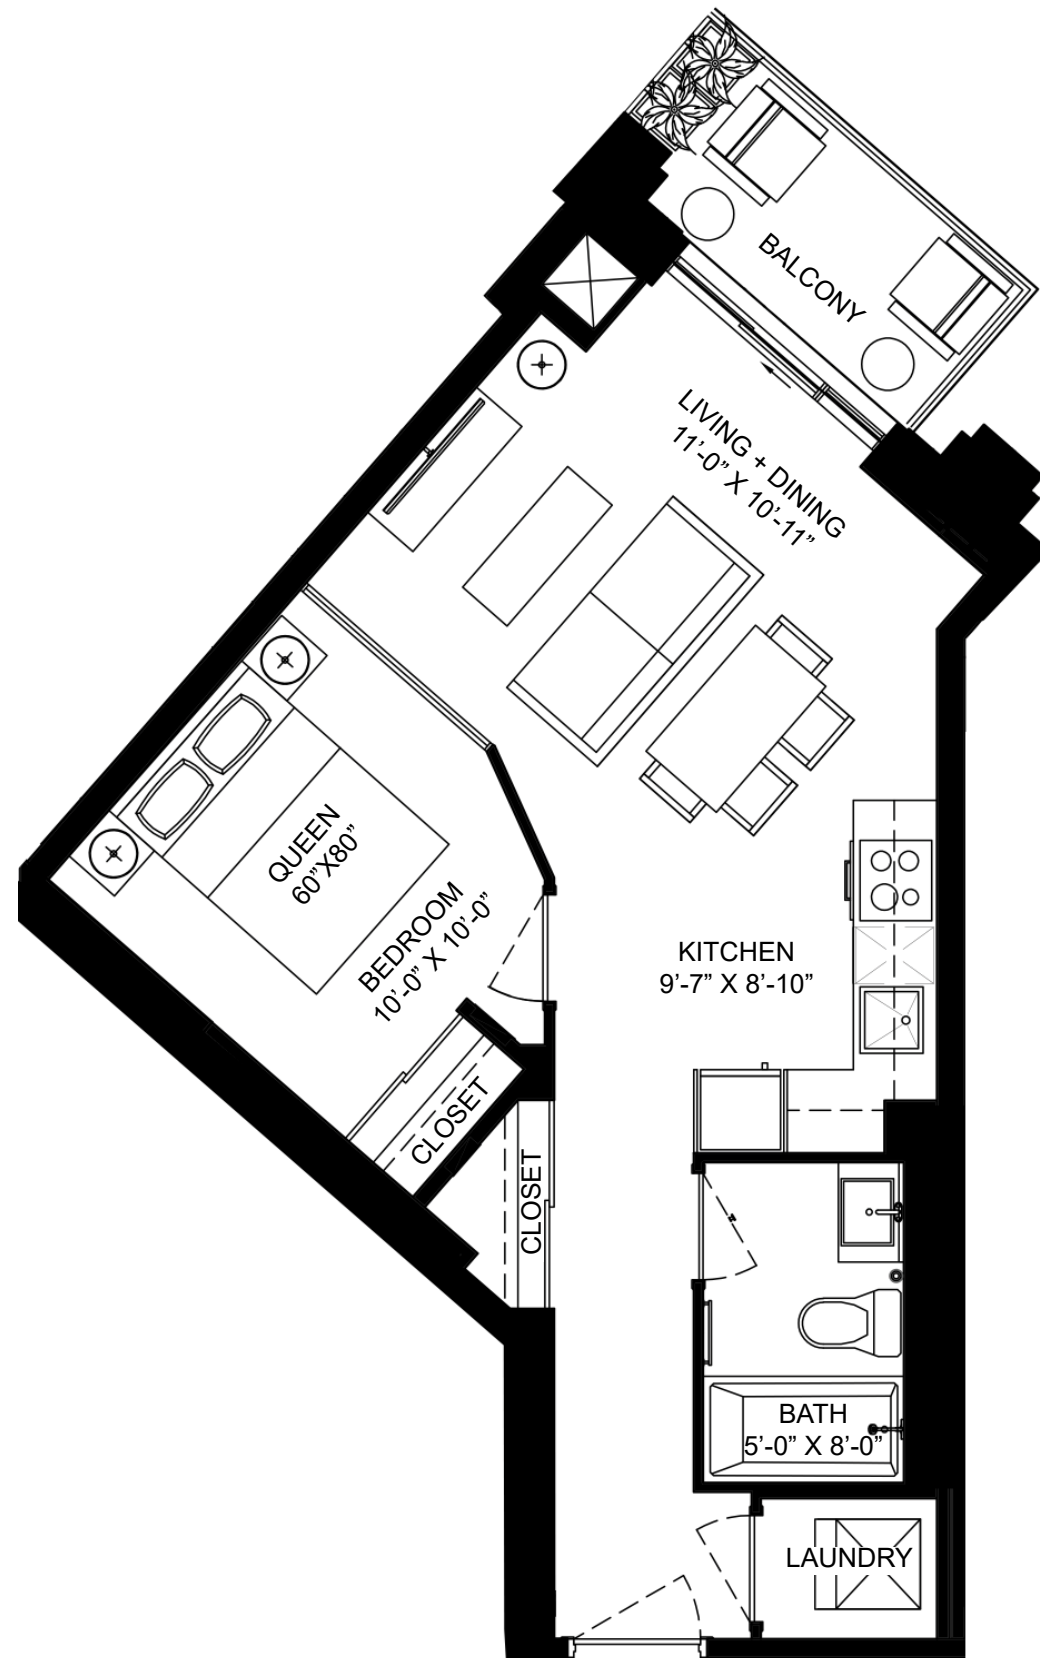 BALCONY
LIVING + DINING
11’-0” X 10’-11”
QUEEN
60”X80”
BEDROOM
10’-0” X 10’-0”
KITCHEN
9’-7” X 8’-10”
CLOSET
CLOSET
BATH
5’-0” X 8’-0”
LAUNDRY